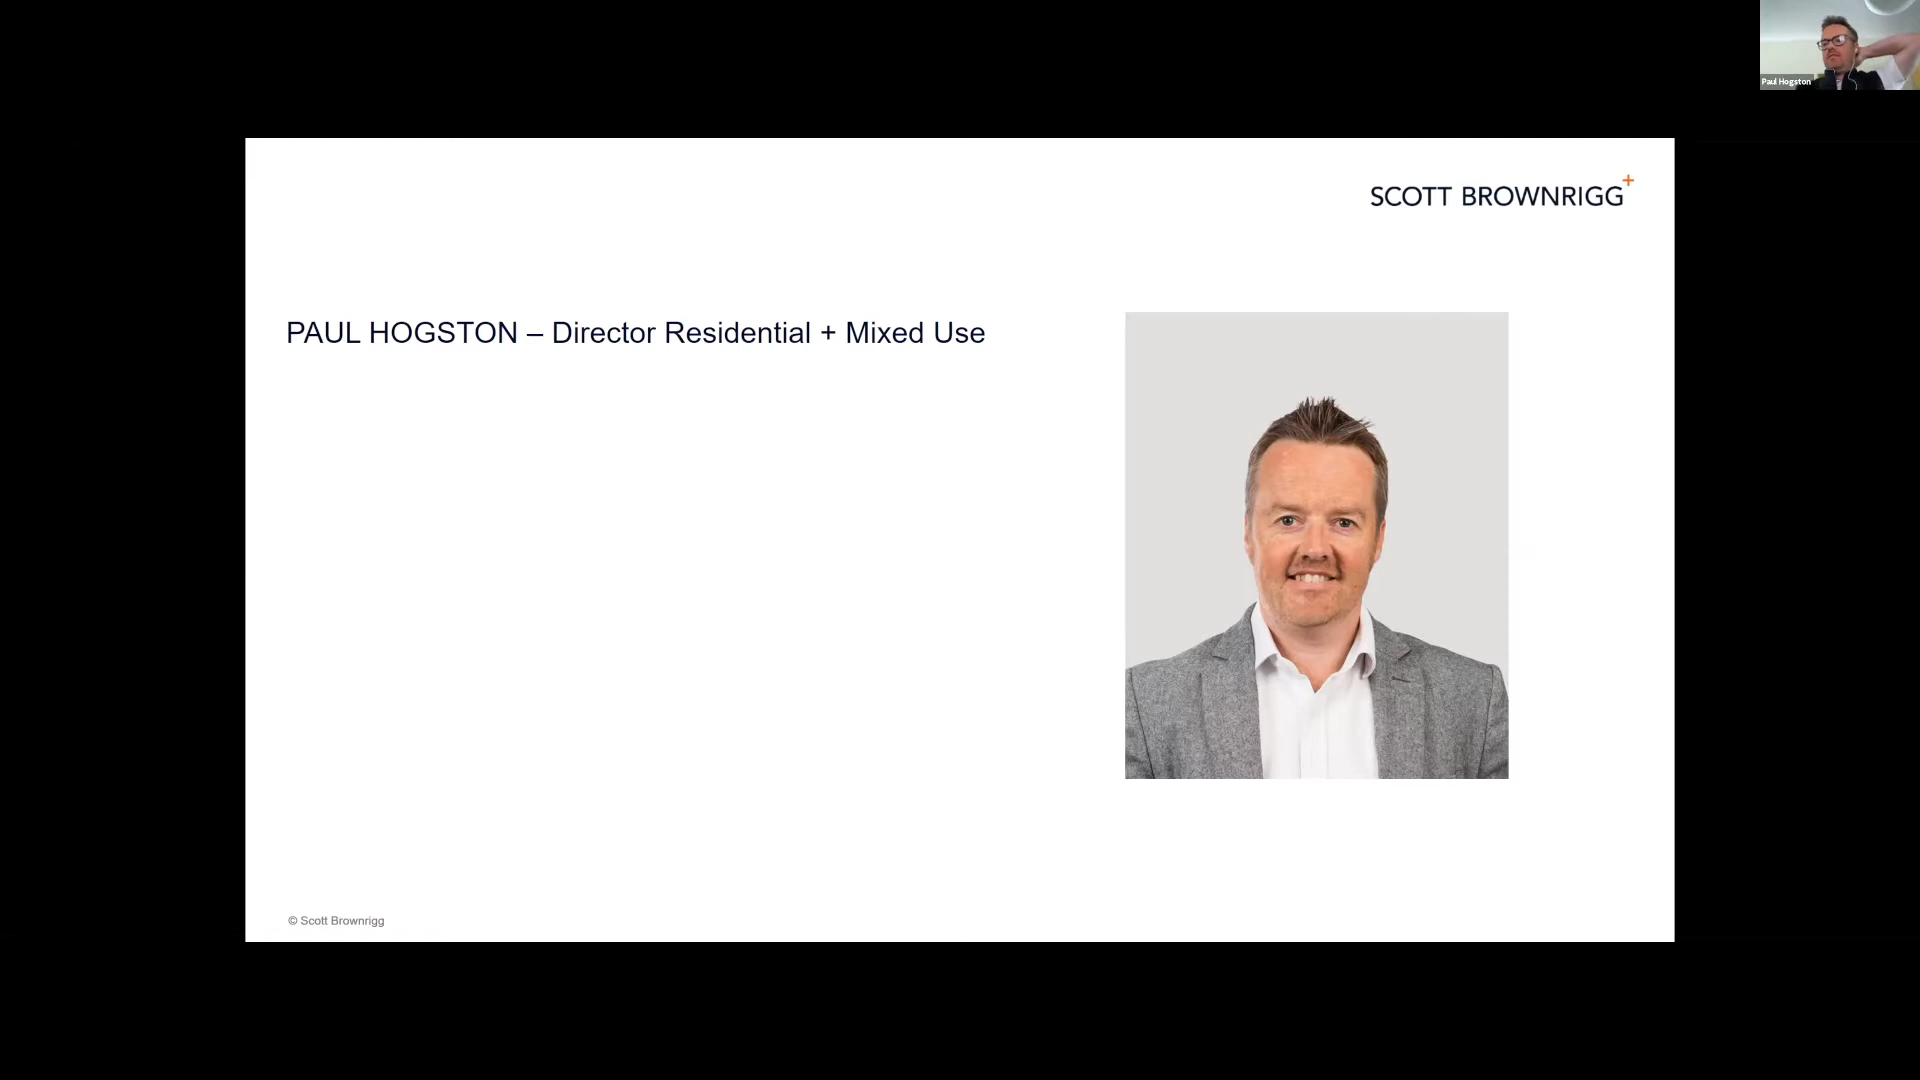 Paul Hogston
SCOTT BROWNRIGG+
PAUL HOGSTON – Director Residential + Mixed Use
© Scott Brownrigg